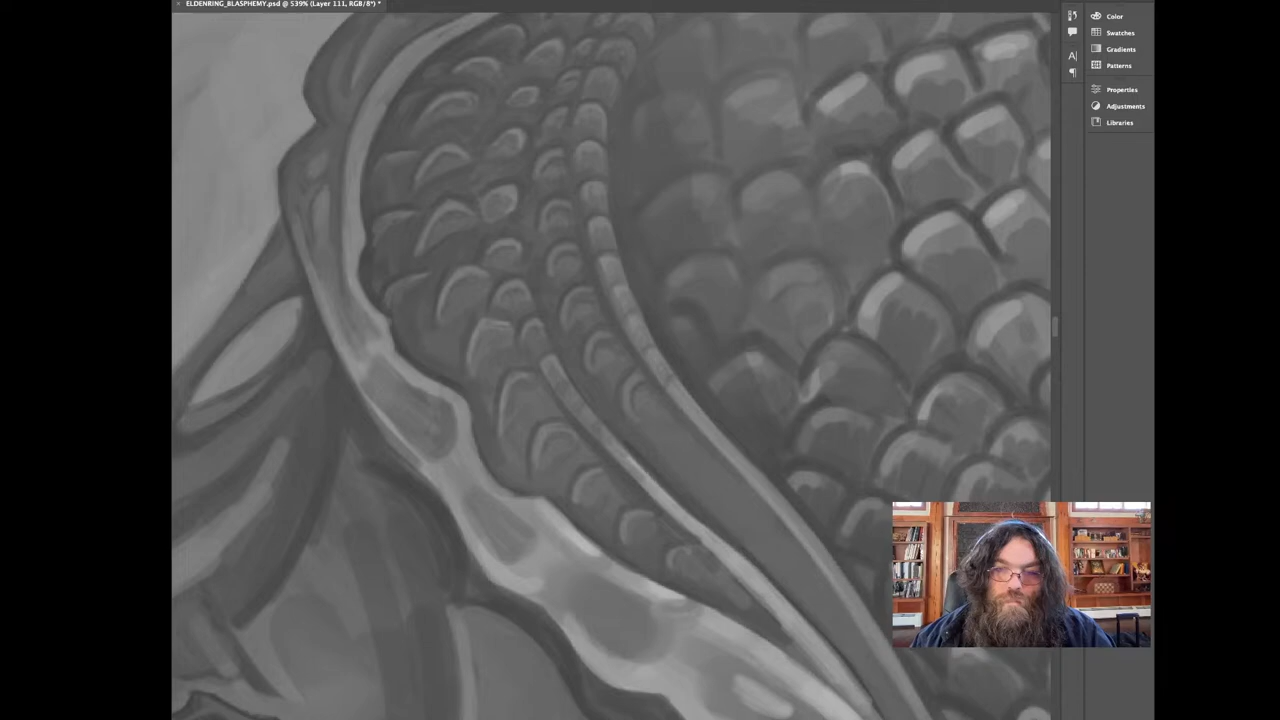 × ELDENRING_BLASPHEMY.psd @ 539% (Layer 111, RGB/8*) *
Color
Swatches
Gradients
A|
Patterns
Properties
Adjustments
Libraries